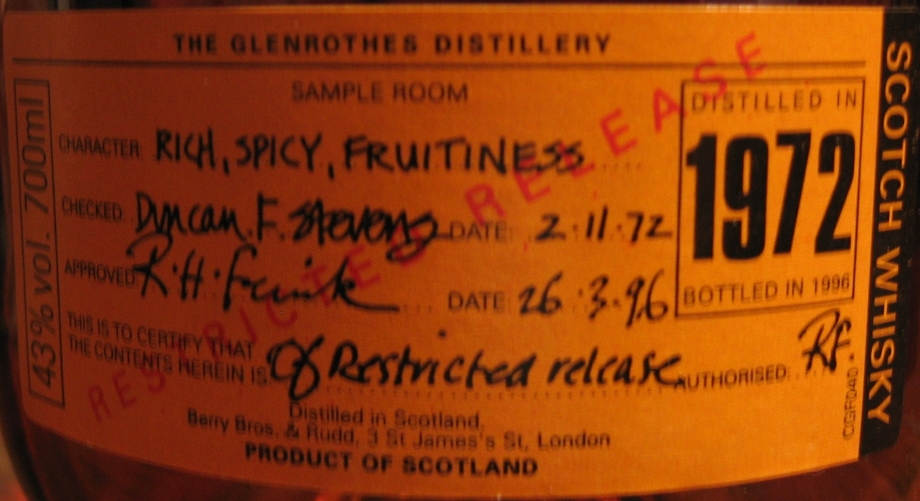 THE GLENROTHES DISTILLERY
SAMPLE ROOM
CHARACTER: RICH, SPICY, FRUITINESS
CHECKED: Duncan. F. Stevens DATE: 2.11.72
APPROVED R.H. Fenik DATE: 26.3.96
THIS IS TO CERTIFY THAT
THE CONTENTS HEREIN IS: Of Restricted release AUTHORISED: RF.
Distilled in Scotland.
Berry Bros. & Rudd, 3 St James's St, London
PRODUCT OF SCOTLAND
RESTRICTED RELEASE
43% vol. 700ml
DISTILLED IN
1972
BOTTLED IN 1996
SCOTCH WHISKY